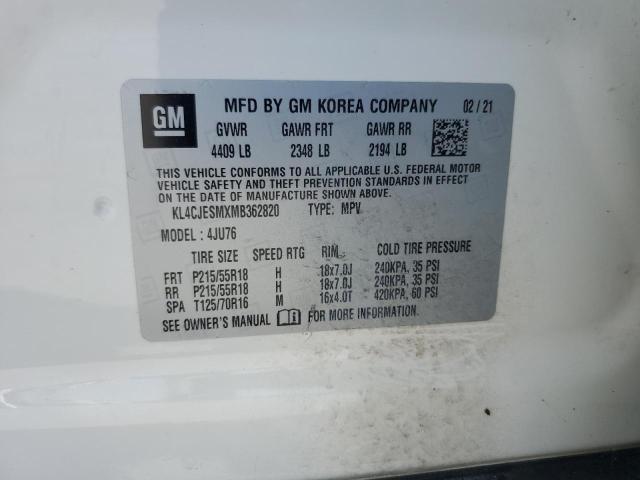 GM
MFD BY GM KOREA COMPANY 02 / 21
GVWR GAWR FRT GAWR RR
4409 LB 2348 LB 2194 LB
THIS VEHICLE CONFORMS TO ALL APPLICABLE U.S. FEDERAL MOTOR
VEHICLE SAFETY AND THEFT PREVENTION STANDARDS IN EFFECT
ON THE DATE OF MANUFACTURE SHOWN ABOVE.
KL4CJESMXMB362820 TYPE: MPV
MODEL: 4JU76
TIRE SIZE SPEED RTG RIM COLD TIRE PRESSURE
FRT P215/55R18 H 18x7.0J 240KPA, 35 PSI
RR P215/55R18 H 18x7.0J 240KPA, 35 PSI
SPA T125/70R16 M 16x4.0T 420KPA, 60 PSI
SEE OWNER'S MANUAL FOR MORE INFORMATION